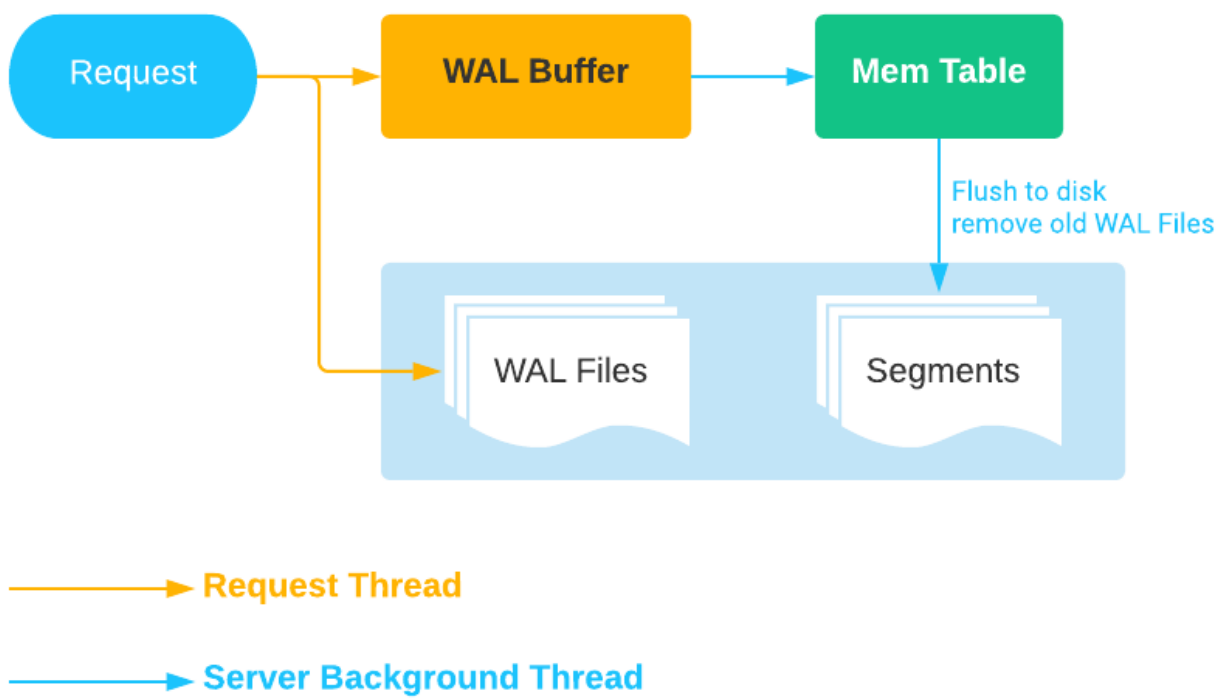 Request
WAL Buffer
Mem Table
Flush to disk
remove old WAL Files
WAL Files
Segments
Request Thread
Server Background Thread